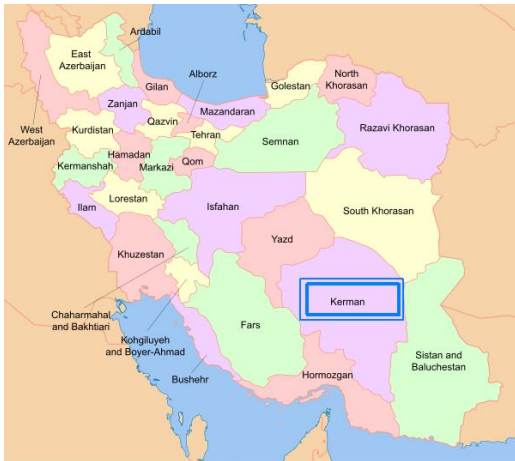 Ardabil
East
Azerbaijan
Alborz
Gilan
Golestan
North
Khorasan
Zanjan
Mazandaran
Qazvin
West
Azerbaijan
Kurdistan
Tehran
Razavi Khorasan
Semnan
Hamadan
Kermanshah
Markazi
Qom
Lorestan
Ilam
Isfahan
South Khorasan
Yazd
Khuzestan
Kerman
Chaharmahal
and Bakhtiari
Fars
Kohgiluyeh
and Boyer-Ahmad
Sistan and
Baluchestan
Bushehr
Hormozgan